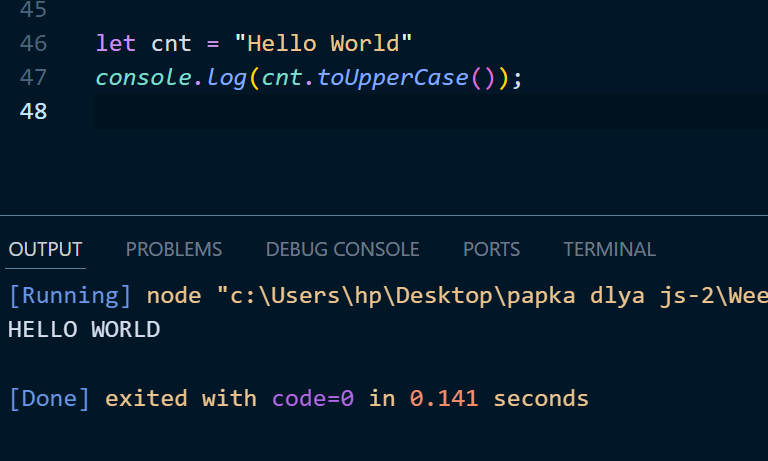 45
46 let cnt = "Hello World"
47 console.log(cnt.toUpperCase());
48
OUTPUT PROBLEMS DEBUG CONSOLE PORTS TERMINAL
[Running] node "c:\Users\hp\Desktop\papka dlya js-2\Wee
HELLO WORLD
[Done] exited with code=0 in 0.141 seconds